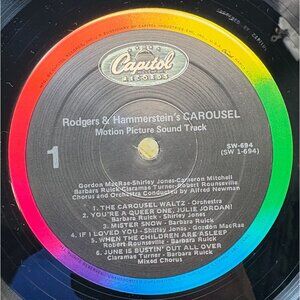 Capitol
RECORDS
Rodgers & Hammerstein's CAROUSEL
Motion Picture Sound Track
1
SW-694
(SW 1-694)
Gordon MacRae-Shirley Jones-Cameron Mitchell
Barbara Ruick-Claramae Turner-Robert Rounseville
Chorus and Orchestra Conducted by Alfred Newman
1. THE CAROUSEL WALTZ - Orchestra
2. YOU'RE A QUEER ONE, JULIE JORDAN!
Barbara Ruick - Shirley Jones
3. MISTER SNOW - Barbara Ruick
4. IF I LOVED YOU - Shirley Jones - Gordon MacRae
5. WHEN THE CHILDREN ARE ASLEEP
Robert Rounseville - Barbara Ruick
6. JUNE IS BUSTIN' OUT ALL OVER
Claramae Turner - Barbara Ruick
Mixed Chorus